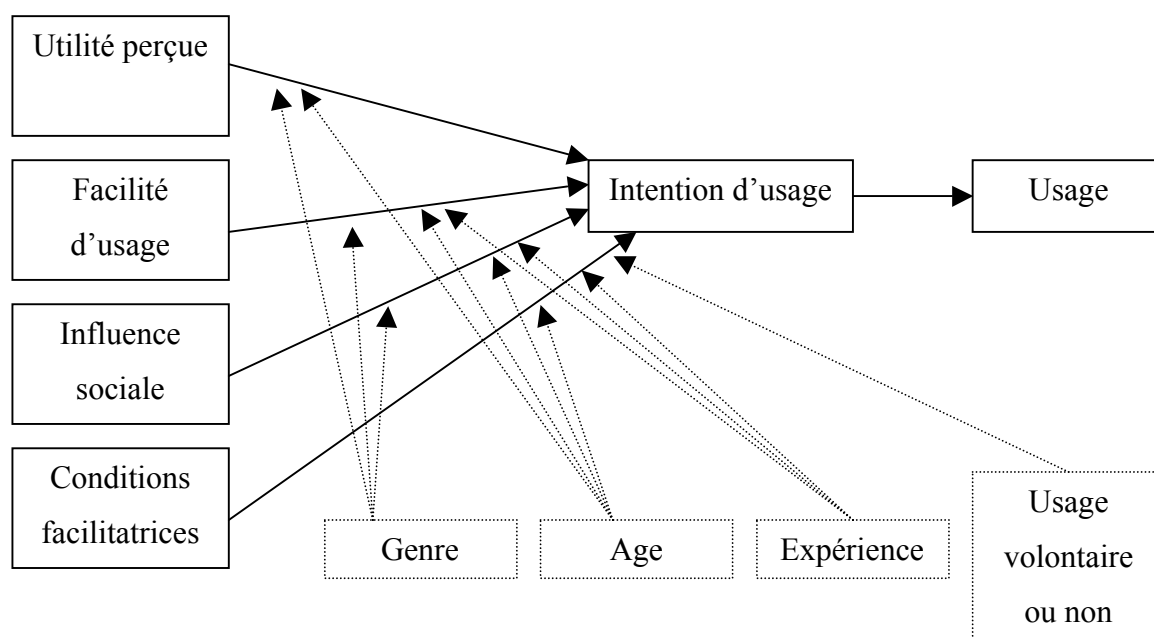 Utilité perçue
Facilité
d’usage
Intention d’usage
Usage
Influence
sociale
Conditions
facilitatrices
Genre
Age
Expérience
Usage
volontaire
ou non